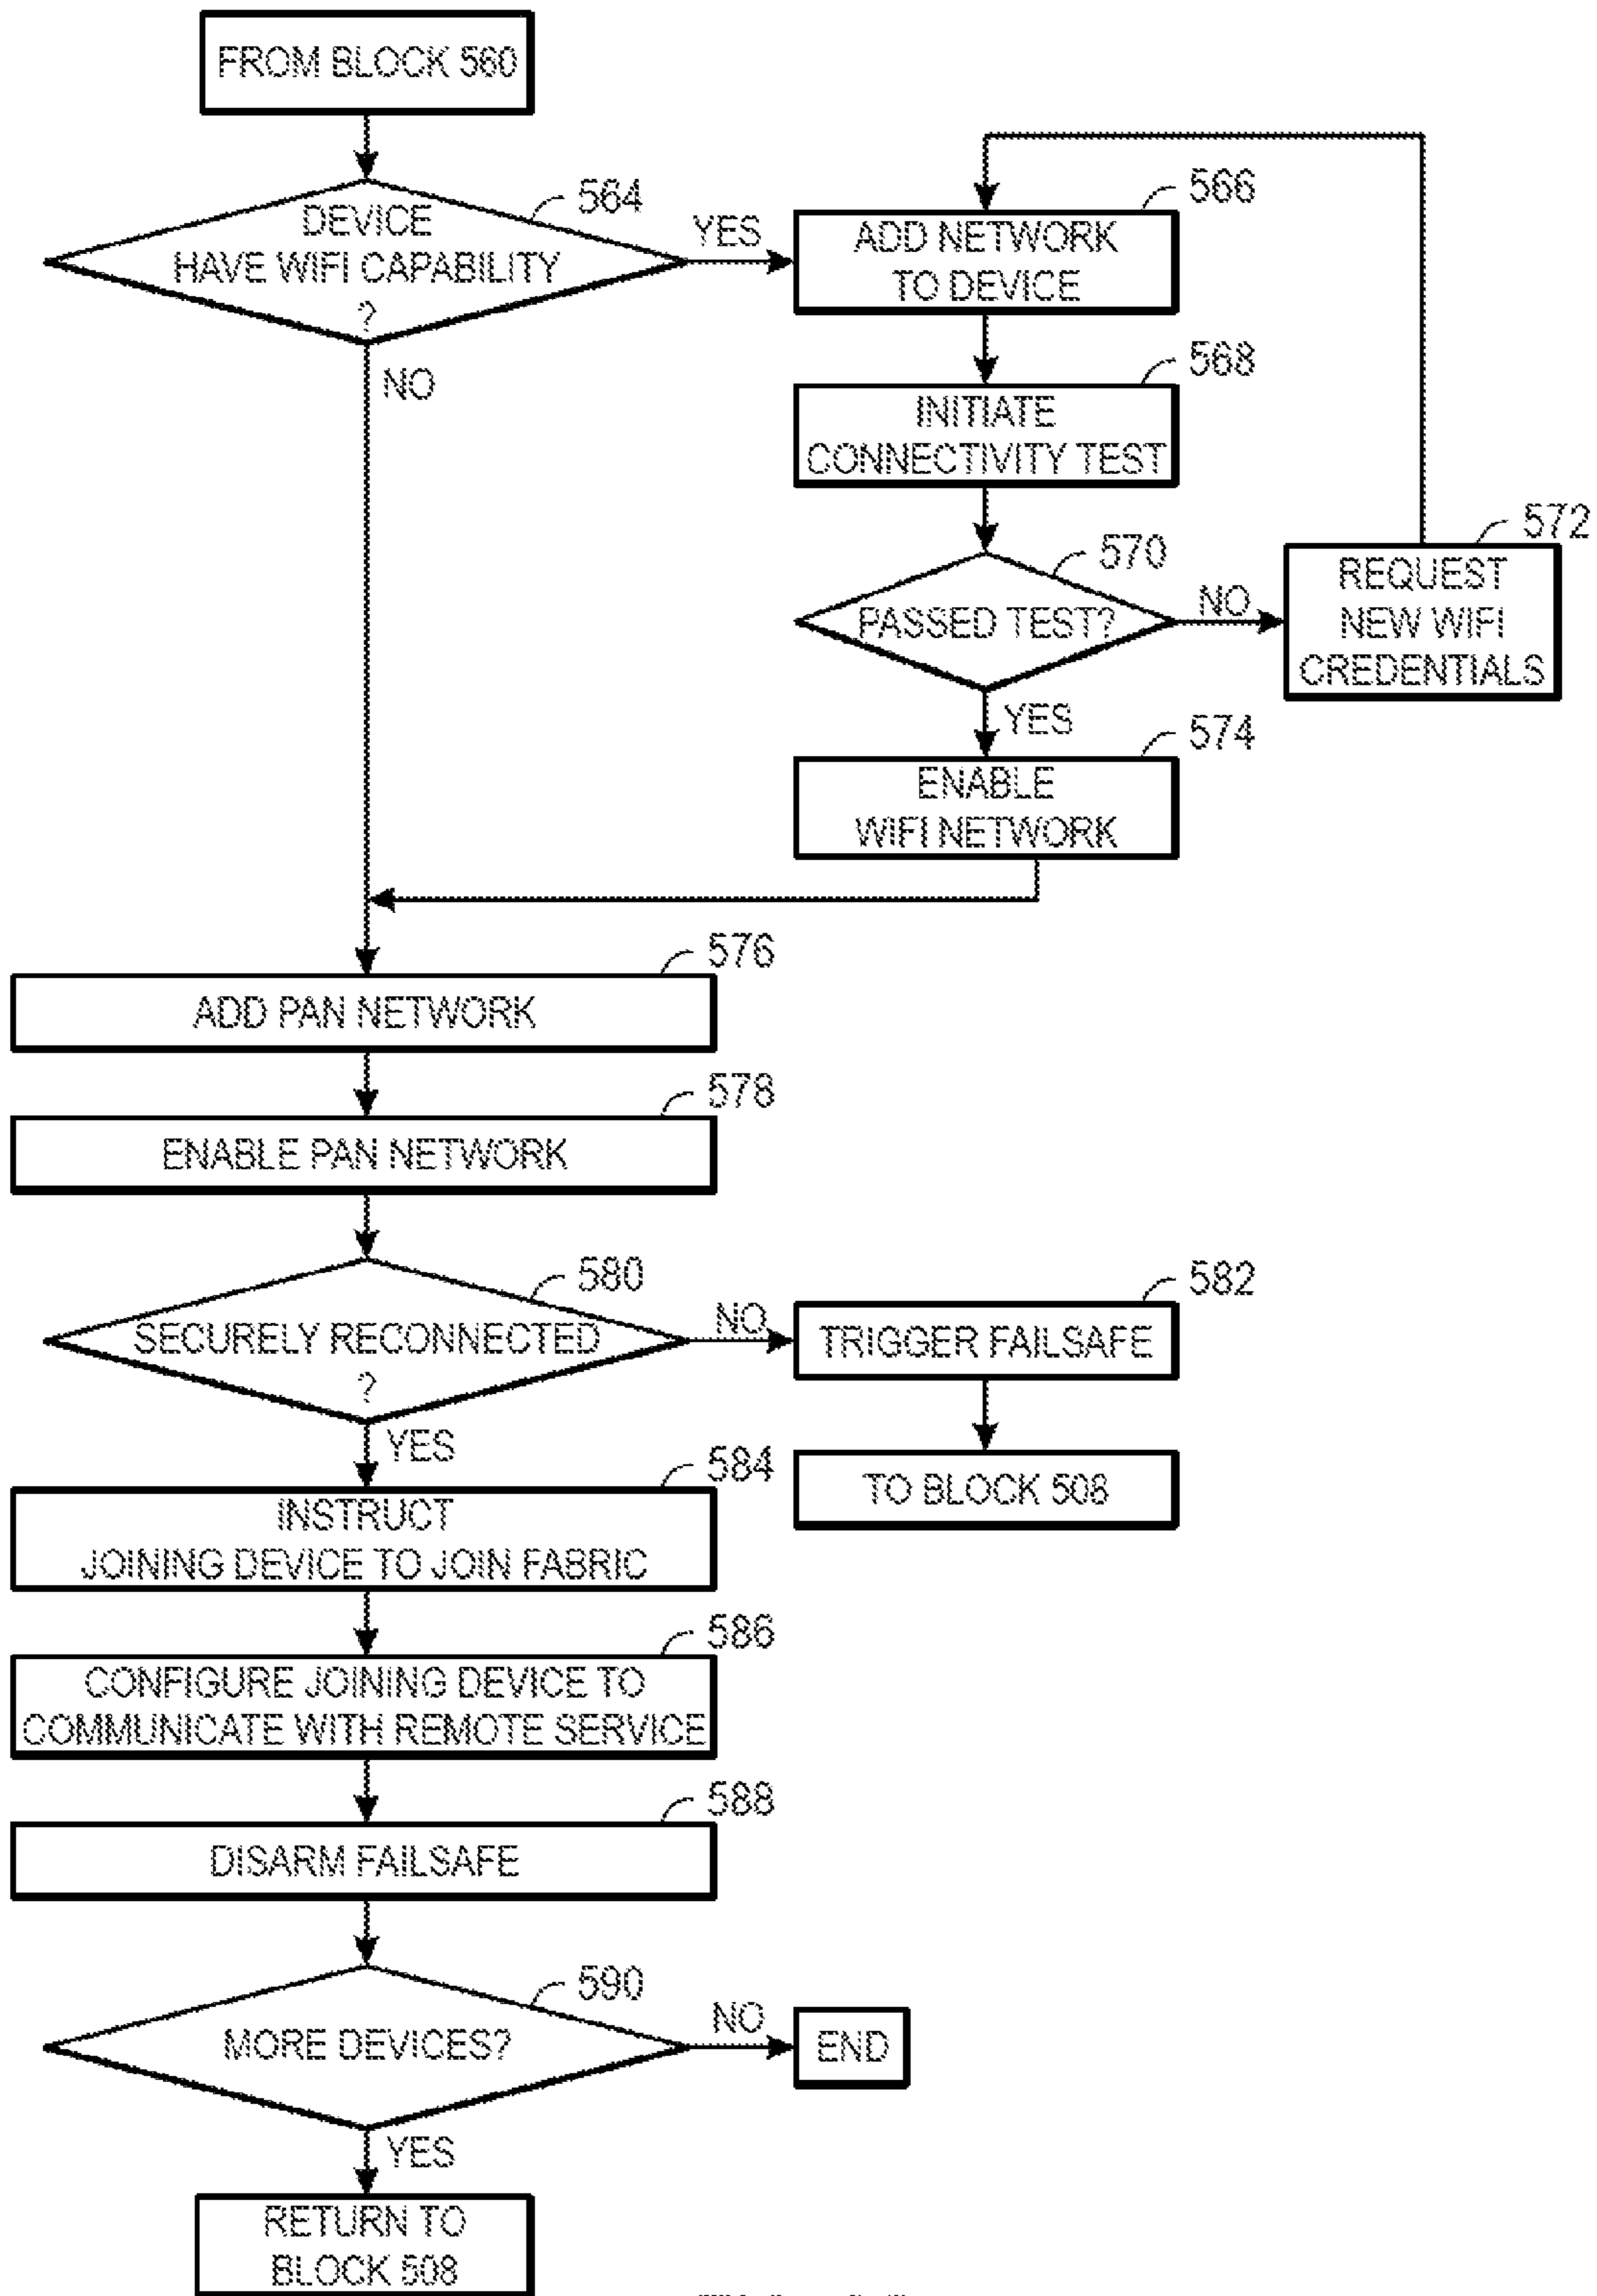 FROM BLOCK 560
564
DEVICE
HAVE WIFI CAPABILITY
?
YES
NO
566
ADD NETWORK
TO DEVICE
568
INITIATE
CONNECTIVITY TEST
570
PASSED TEST?
NO
572
REQUEST
NEW WIFI
CREDENTIALS
YES
574
ENABLE
WIFI NETWORK
576
ADD PAN NETWORK
578
ENABLE PAN NETWORK
580
SECURELY RECONNECTED
?
NO
582
TRIGGER FAILSAFE
TO BLOCK 508
YES
584
INSTRUCT
JOINING DEVICE TO JOIN FABRIC
586
CONFIGURE JOINING DEVICE TO
COMMUNICATE WITH REMOTE SERVICE
588
DISARM FAILSAFE
590
MORE DEVICES?
NO
END
YES
RETURN TO
BLOCK 508